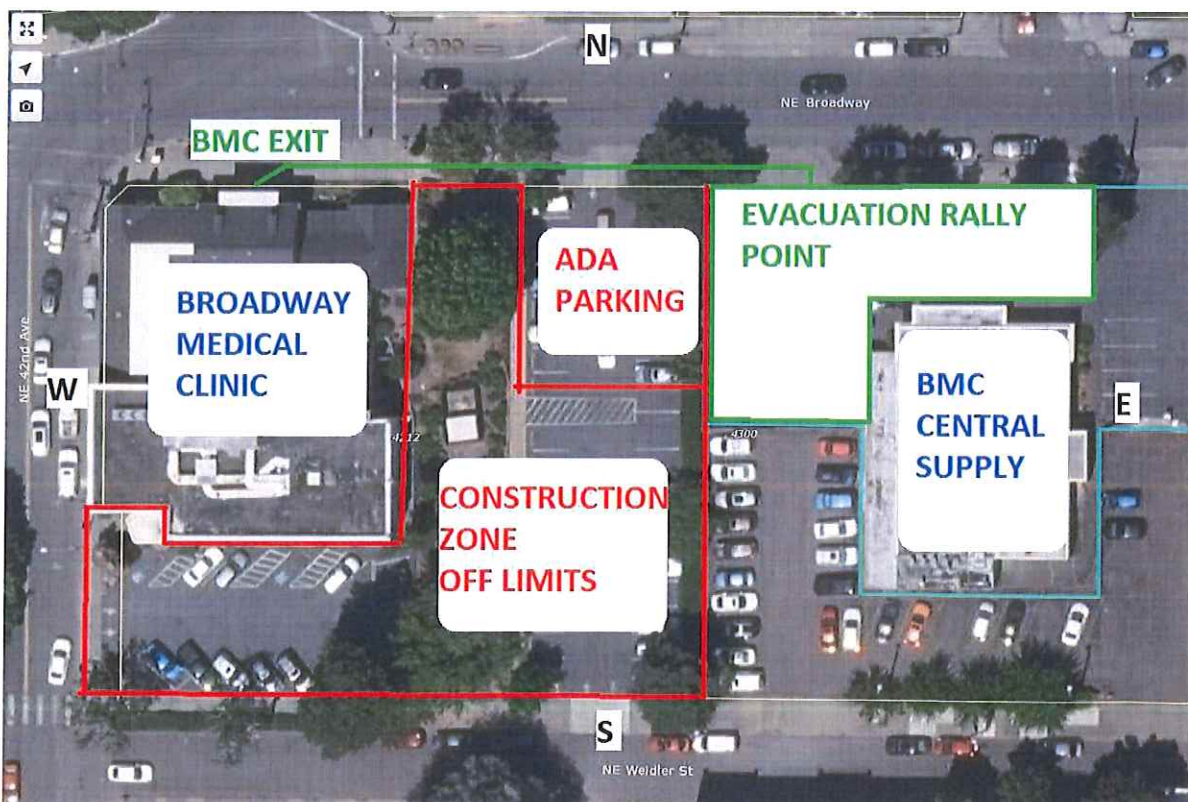 N
NE Broadway
BMC EXIT
EVACUATION RALLY
POINT
ADA
PARKING
BROADWAY
MEDICAL
CLINIC
NE 42nd Ave
W
E
BMC
CENTRAL
SUPPLY
4212
4300
CONSTRUCTION
ZONE
OFF LIMITS
S
NE Weidler St